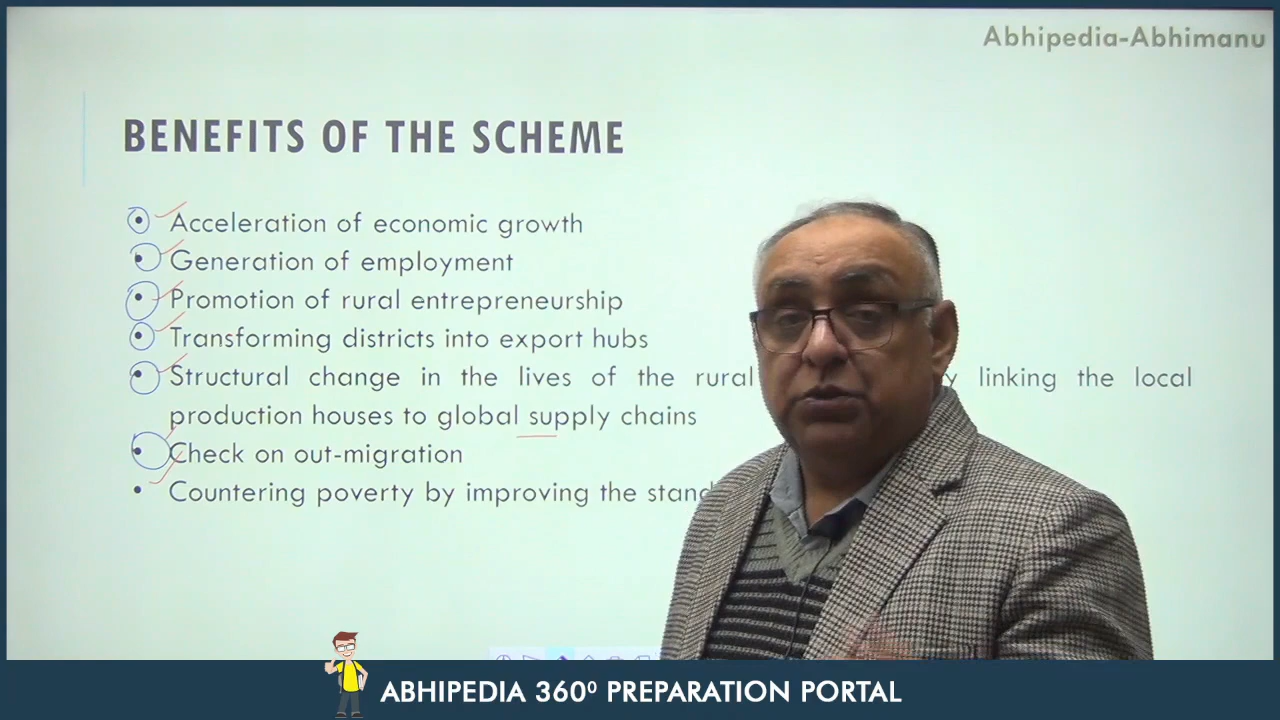 Abhipedia-Abhimanu
BENEFITS OF THE SCHEME
• Acceleration of economic growth
• Generation of employment
• Promotion of rural entrepreneurship
• Transforming districts into export hubs
• Structural change in the lives of the rural linking the local
production houses to global supply chains
• Check on out-migration
• Countering poverty by improving the
ABHIPEDIA 360⁰ PREPARATION PORTAL